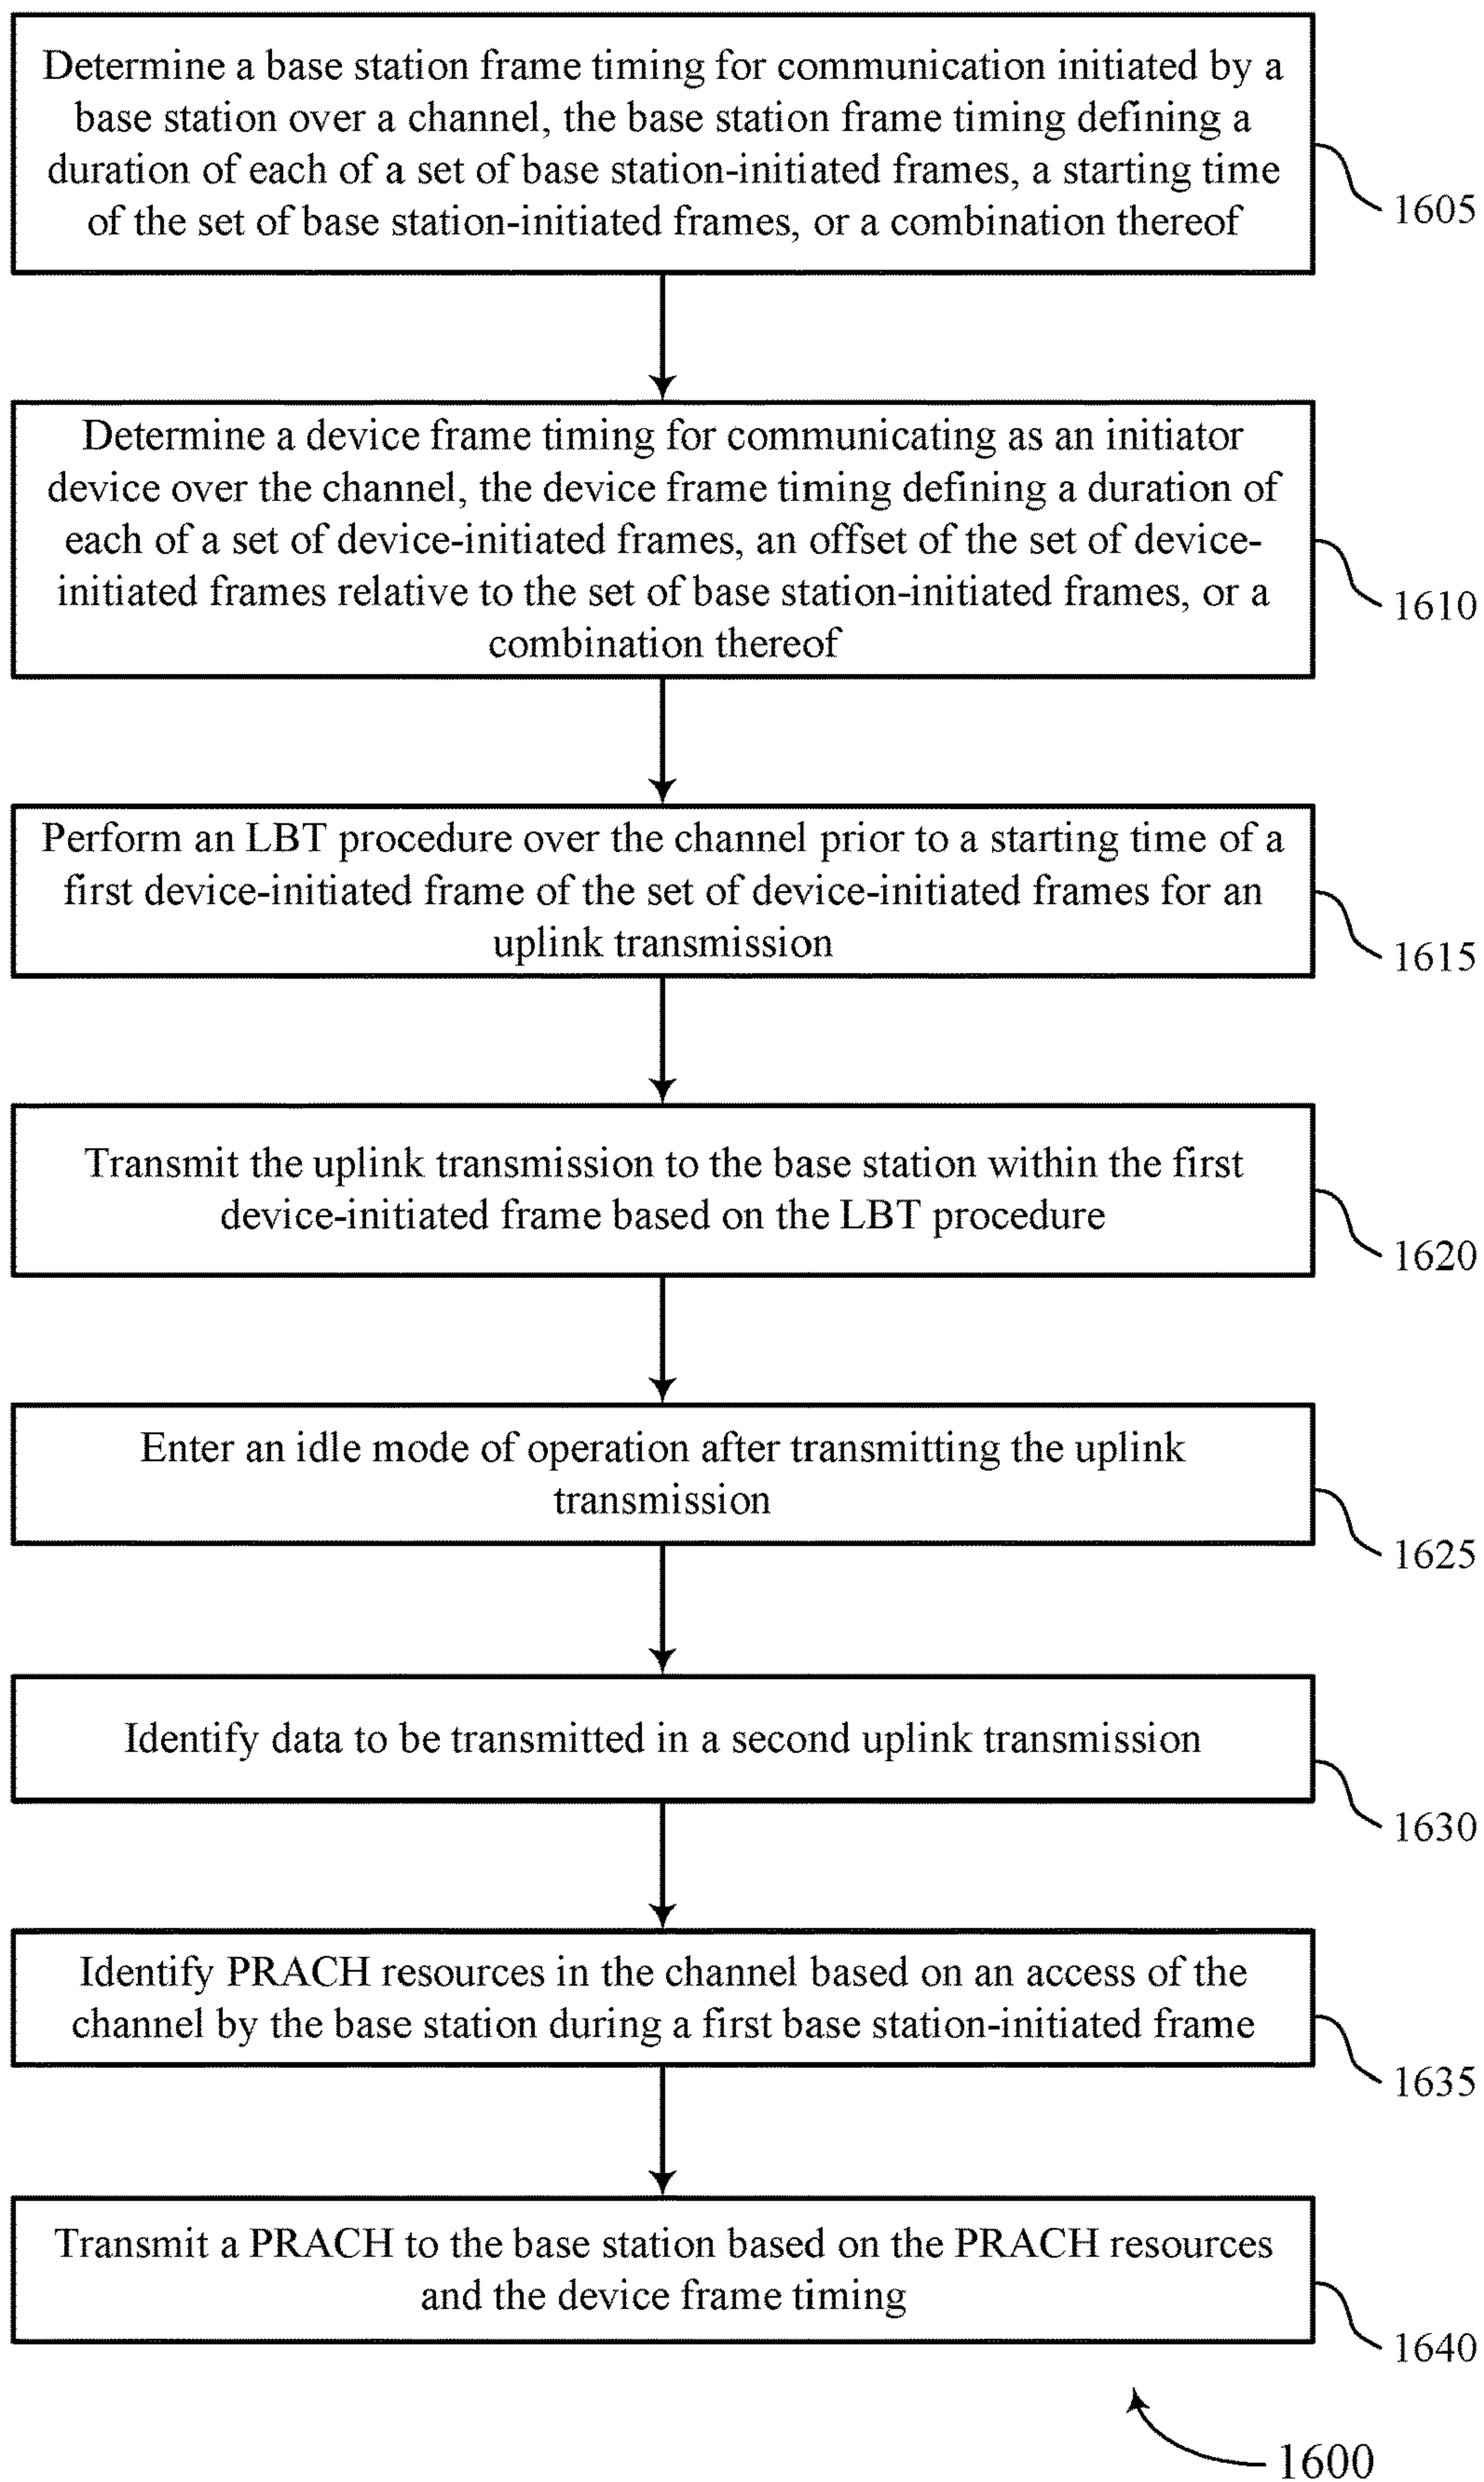 Determine a base station frame timing for communication initiated by a
base station over a channel, the base station frame timing defining a
duration of each of a set of base station-initiated frames, a starting time
of the set of base station-initiated frames, or a combination thereof
1605
Determine a device frame timing for communicating as an initiator
device over the channel, the device frame timing defining a duration of
each of a set of device-initiated frames, an offset of the set of device-
initiated frames relative to the set of base station-initiated frames, or a
combination thereof
1610
Perform an LBT procedure over the channel prior to a starting time of a
first device-initiated frame of the set of device-initiated frames for an
uplink transmission
1615
Transmit the uplink transmission to the base station within the first
device-initiated frame based on the LBT procedure
1620
Enter an idle mode of operation after transmitting the uplink
transmission
1625
Identify data to be transmitted in a second uplink transmission
1630
Identify PRACH resources in the channel based on an access of the
channel by the base station during a first base station-initiated frame
1635
Transmit a PRACH to the base station based on the PRACH resources
and the device frame timing
1640
1600